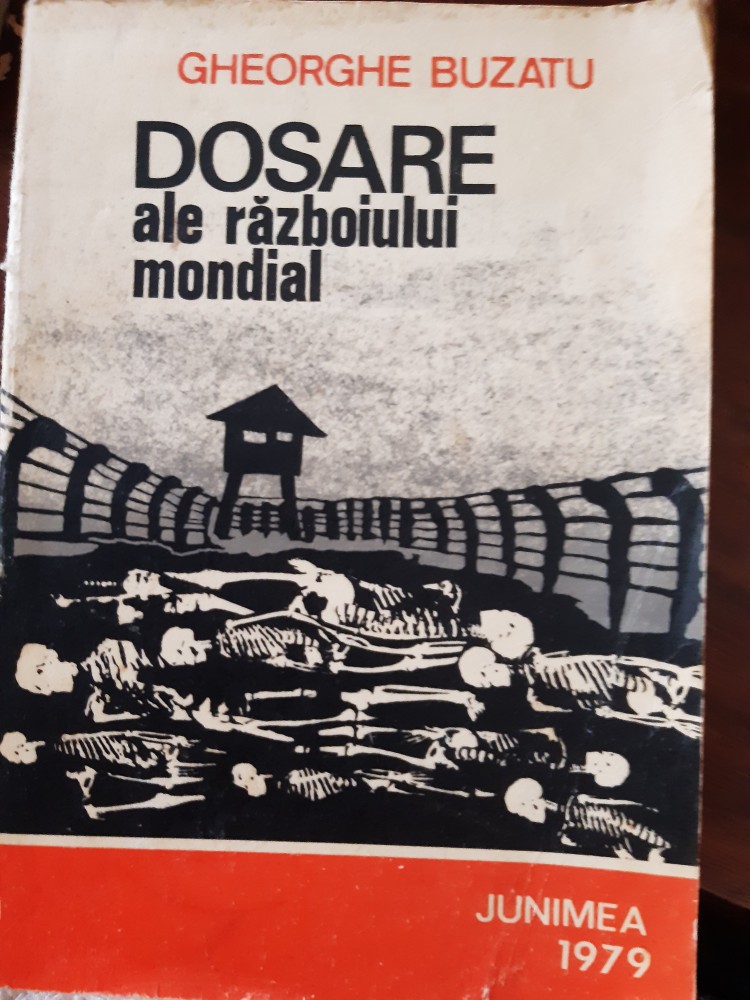 GHEORGHE BUZATU
DOSARE
ale războiului
mondial
JUNIMEA
1979